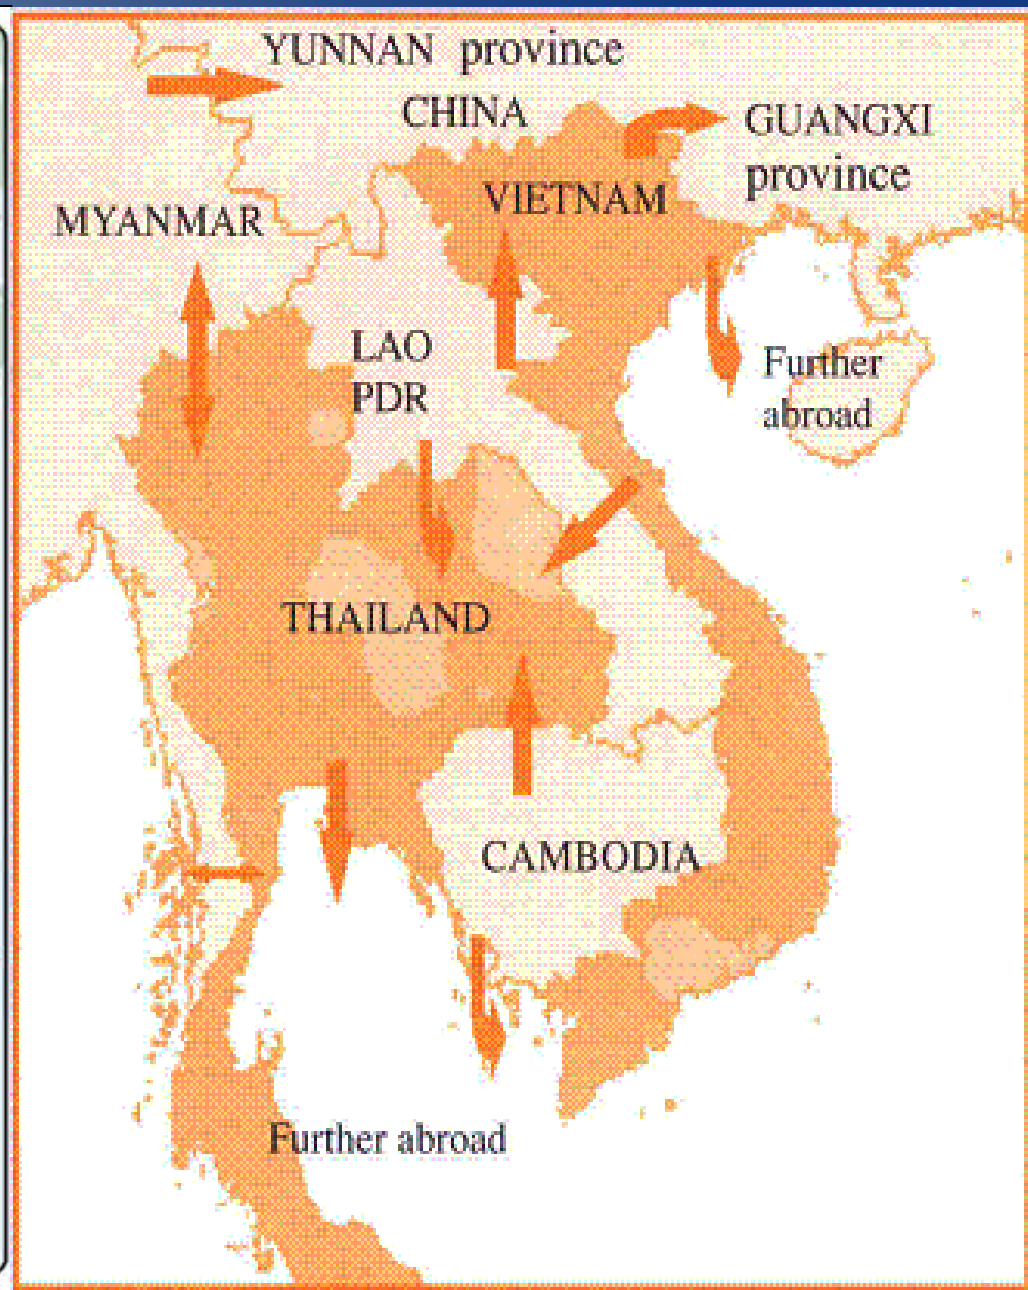 YUNNAN province
CHINA
GUANGXI
province
VIETNAM
MYANMAR
LAO
PDR
Further
abroad
THAILAND
CAMBODIA
Further abroad